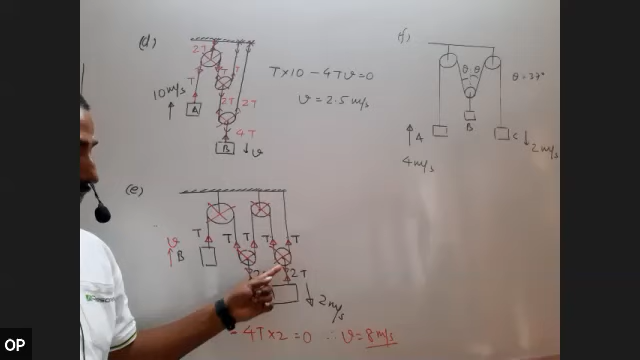 (d)
2T
T
T
T
2T
2T
4T
10 m/s
A
B
v
T×10 − 4Tv = 0
v = 2.5 m/s
(f)
θ θ
θ = 37°
A
B
C
4 m/s
2 m/s
(e)
v
B
T
T
T
T
T
2T
2 m/s
− 4T×2 = 0 ∴ v = 8 m/s
OP